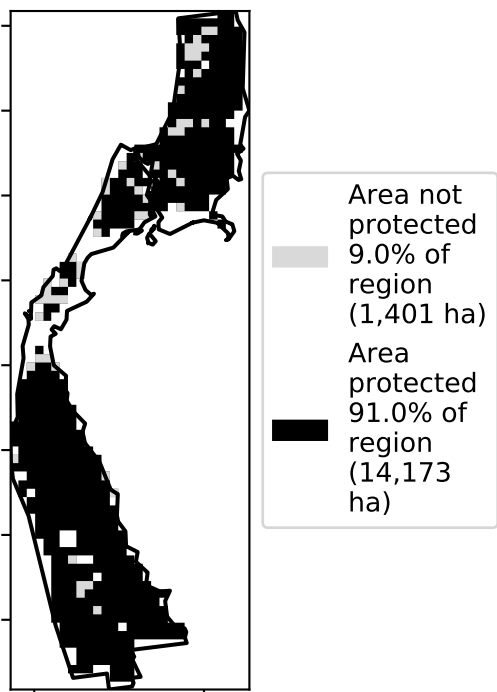 Area not
protected
9.0% of
region
(1,401 ha)
Area
protected
91.0% of
region
(14,173
ha)